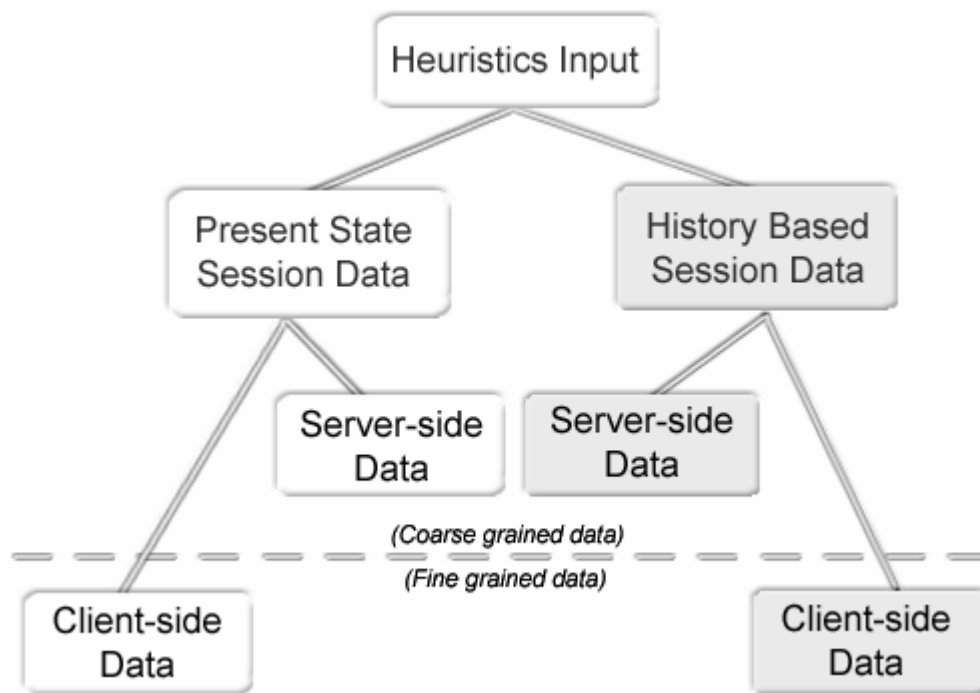 Heuristics Input
Present State
Session Data
History Based
Session Data
Server-side
Data
Server-side
Data
(Coarse grained data)
(Fine grained data)
Client-side
Data
Client-side
Data